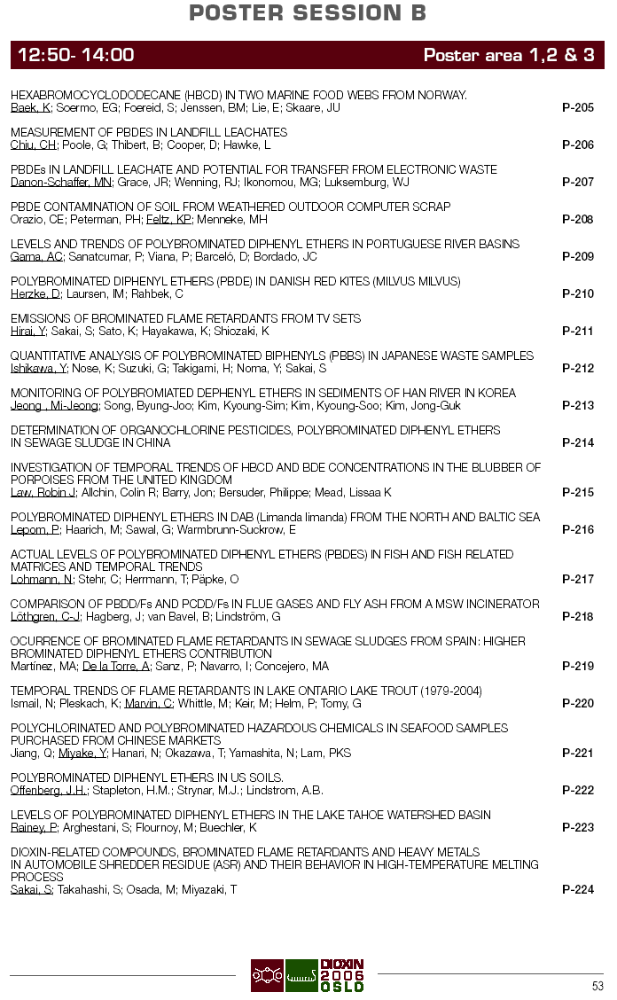 POSTER SESSION B
12:50- 14:00 Poster area 1,2 & 3
HEXABROMOCYCLODODECANE (HBCD) IN TWO MARINE FOOD WEBS FROM NORWAY.
Baek, K; Soermo, EG; Foereid, S; Jenssen, BM; Lie, E; Skaare, JU P-205
MEASUREMENT OF PBDES IN LANDFILL LEACHATES
Chiu, CH; Poole, G; Thibert, B; Cooper, D; Hawke, L P-206
PBDEs IN LANDFILL LEACHATE AND POTENTIAL FOR TRANSFER FROM ELECTRONIC WASTE
Danon-Schaffer, MN; Grace, JR; Wenning, RJ; Ikonomou, MG; Luksemburg, WJ P-207
PBDE CONTAMINATION OF SOIL FROM WEATHERED OUTDOOR COMPUTER SCRAP
Orazio, CE; Peterman, PH; Feltz, KP; Menneke, MH P-208
LEVELS AND TRENDS OF POLYBROMINATED DIPHENYL ETHERS IN PORTUGUESE RIVER BASINS
Gama, AC; Sanatcumar, P; Viana, P; Barceló, D; Bordado, JC P-209
POLYBROMINATED DIPHENYL ETHERS (PBDE) IN DANISH RED KITES (MILVUS MILVUS)
Herzke, D; Laursen, IM; Rahbek, C P-210
EMISSIONS OF BROMINATED FLAME RETARDANTS FROM TV SETS
Hirai, Y; Sakai, S; Sato, K; Hayakawa, K; Shiozaki, K P-211
QUANTITATIVE ANALYSIS OF POLYBROMINATED BIPHENYLS (PBBS) IN JAPANESE WASTE SAMPLES
Ishikawa, Y; Nose, K; Suzuki, G; Takigami, H; Noma, Y; Sakai, S P-212
MONITORING OF POLYBROMIATED DEPHENYL ETHERS IN SEDIMENTS OF HAN RIVER IN KOREA
Jeong , Mi-Jeong; Song, Byung-Joo; Kim, Kyoung-Sim; Kim, Kyoung-Soo; Kim, Jong-Guk P-213
DETERMINATION OF ORGANOCHLORINE PESTICIDES, POLYBROMINATED DIPHENYL ETHERS
IN SEWAGE SLUDGE IN CHINA P-214
INVESTIGATION OF TEMPORAL TRENDS OF HBCD AND BDE CONCENTRATIONS IN THE BLUBBER OF
PORPOISES FROM THE UNITED KINGDOM
Law, Robin J; Allchin, Colin R; Barry, Jon; Bersuder, Philippe; Mead, Lissaa K P-215
POLYBROMINATED DIPHENYL ETHERS IN DAB (Limanda limanda) FROM THE NORTH AND BALTIC SEA
Lepom, P; Haarich, M; Sawal, G; Warmbrunn-Suckrow, E P-216
ACTUAL LEVELS OF POLYBROMINATED DIPHENYL ETHERS (PBDES) IN FISH AND FISH RELATED
MATRICES AND TEMPORAL TRENDS
Lohmann, N; Stehr, C; Herrmann, T; Päpke, O P-217
COMPARISON OF PBDD/Fs AND PCDD/Fs IN FLUE GASES AND FLY ASH FROM A MSW INCINERATOR
Löthgren, C-J; Hagberg, J; van Bavel, B; Lindström, G P-218
OCURRENCE OF BROMINATED FLAME RETARDANTS IN SEWAGE SLUDGES FROM SPAIN: HIGHER
BROMINATED DIPHENYL ETHERS CONTRIBUTION
Martínez, MA; De la Torre, A; Sanz, P; Navarro, I; Concejero, MA P-219
TEMPORAL TRENDS OF FLAME RETARDANTS IN LAKE ONTARIO LAKE TROUT (1979-2004)
Ismail, N; Pleskach, K; Marvin, C; Whittle, M; Keir, M; Helm, P; Tomy, G P-220
POLYCHLORINATED AND POLYBROMINATED HAZARDOUS CHEMICALS IN SEAFOOD SAMPLES
PURCHASED FROM CHINESE MARKETS
Jiang, Q; Miyake, Y; Hanari, N; Okazawa, T; Yamashita, N; Lam, PKS P-221
POLYBROMINATED DIPHENYL ETHERS IN US SOILS.
Offenberg, J.H.; Stapleton, H.M.; Strynar, M.J.; Lindstrom, A.B. P-222
LEVELS OF POLYBROMINATED DIPHENYL ETHERS IN THE LAKE TAHOE WATERSHED BASIN
Rainey, P; Arghestani, S; Flournoy, M; Buechler, K P-223
DIOXIN-RELATED COMPOUNDS, BROMINATED FLAME RETARDANTS AND HEAVY METALS
IN AUTOMOBILE SHREDDER RESIDUE (ASR) AND THEIR BEHAVIOR IN HIGH-TEMPERATURE MELTING
PROCESS
Sakai, S; Takahashi, S; Osada, M; Miyazaki, T P-224
DIOXIN
2006
OSLO
53